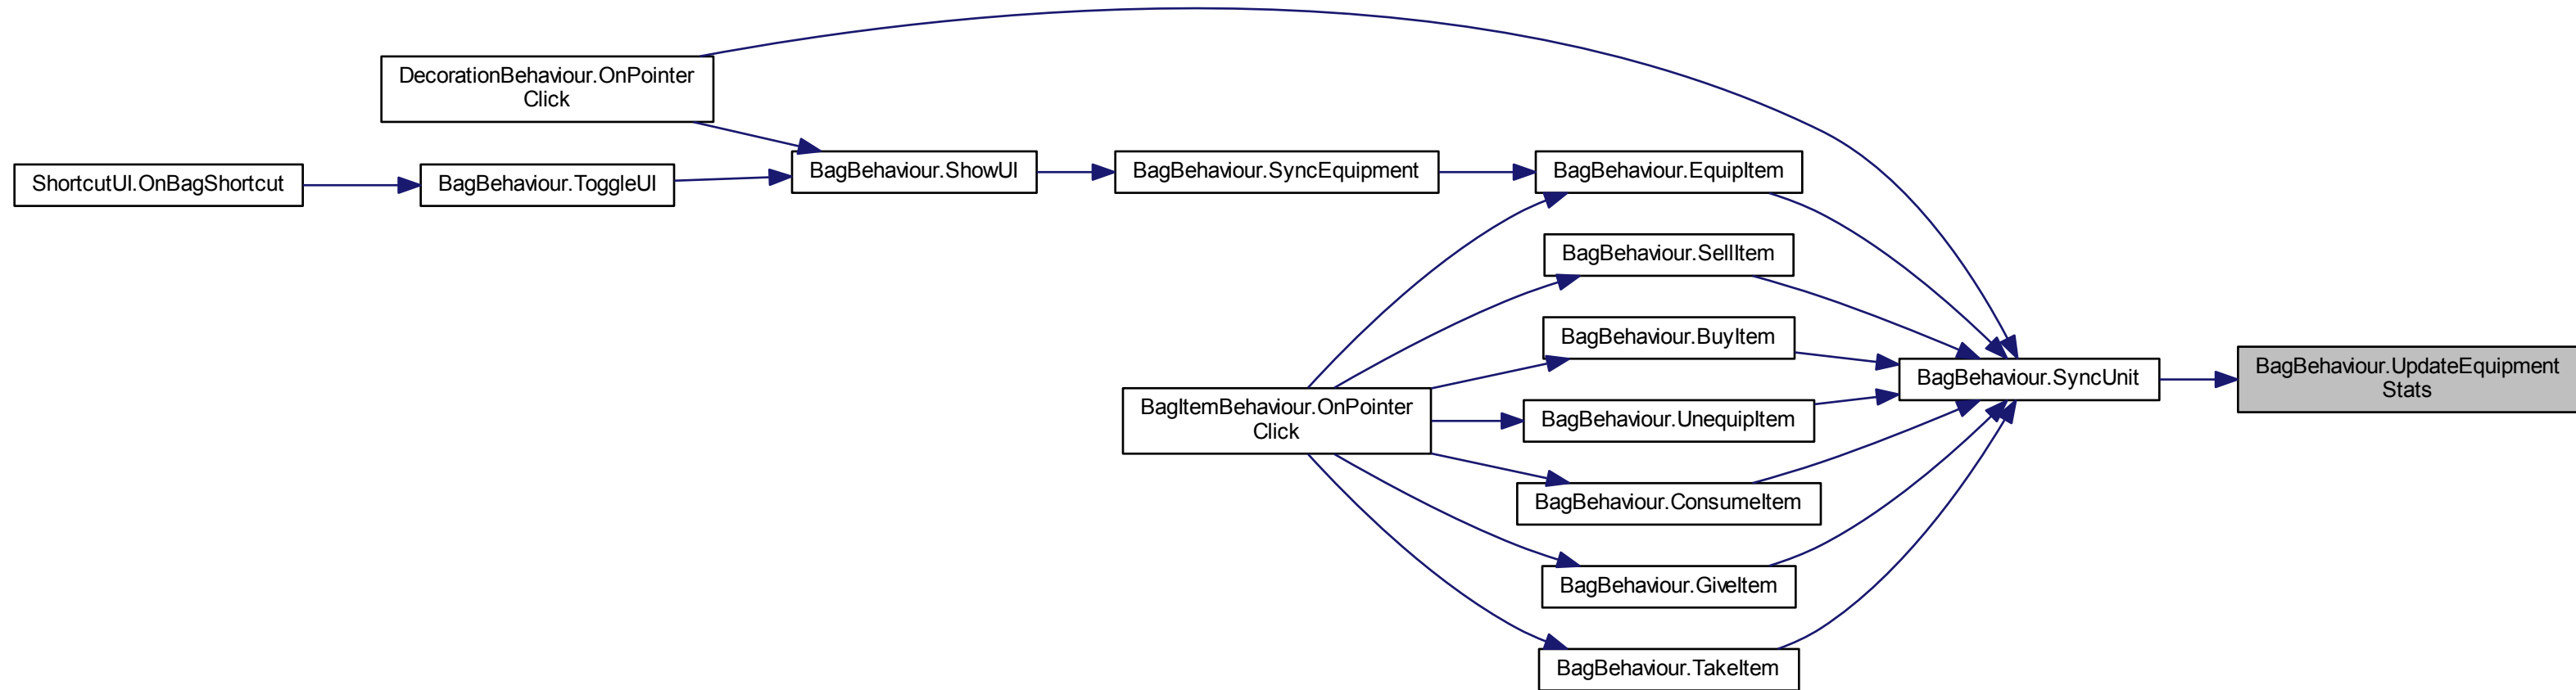 DecorationBehaviour.OnPointer
Click
ShortcutUI.OnBagShortcut
BagBehaviour.ToggleUI
BagBehaviour.ShowUI
BagBehaviour.SyncEquipment
BagBehaviour.EquipItem
BagBehaviour.SellItem
BagBehaviour.BuyItem
BagItemBehaviour.OnPointer
Click
BagBehaviour.UnequipItem
BagBehaviour.ConsumeItem
BagBehaviour.GiveItem
BagBehaviour.TakeItem
BagBehaviour.SyncUnit
BagBehaviour.UpdateEquipment
Stats